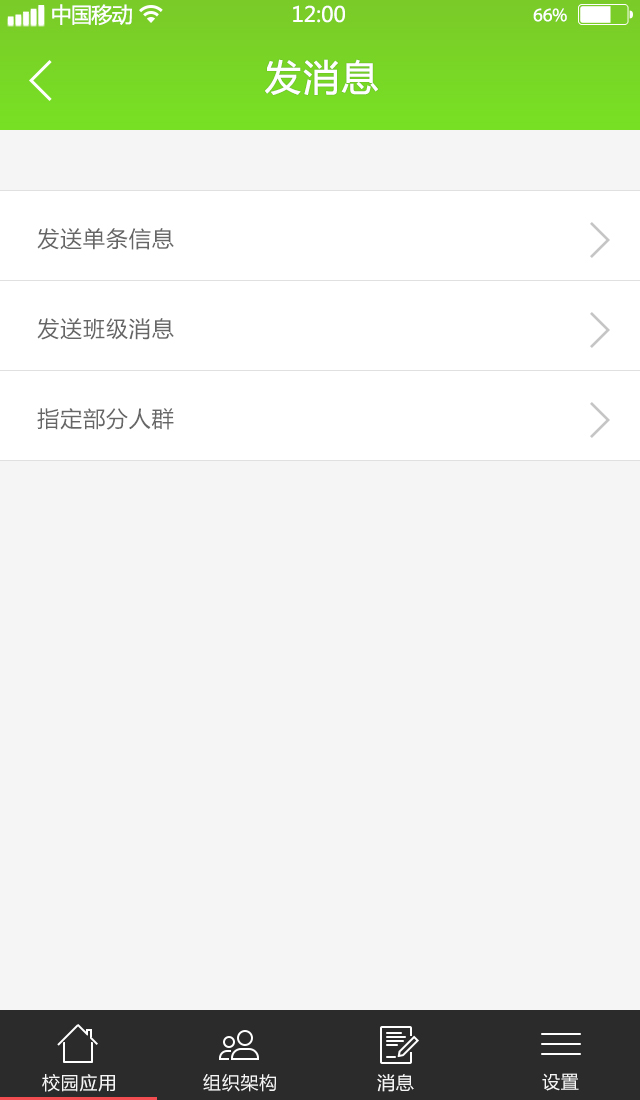 中国移动 12:00 66%
发消息
发送单条信息
发送班级消息
指定部分人群
校园应用 组织架构 消息 设置